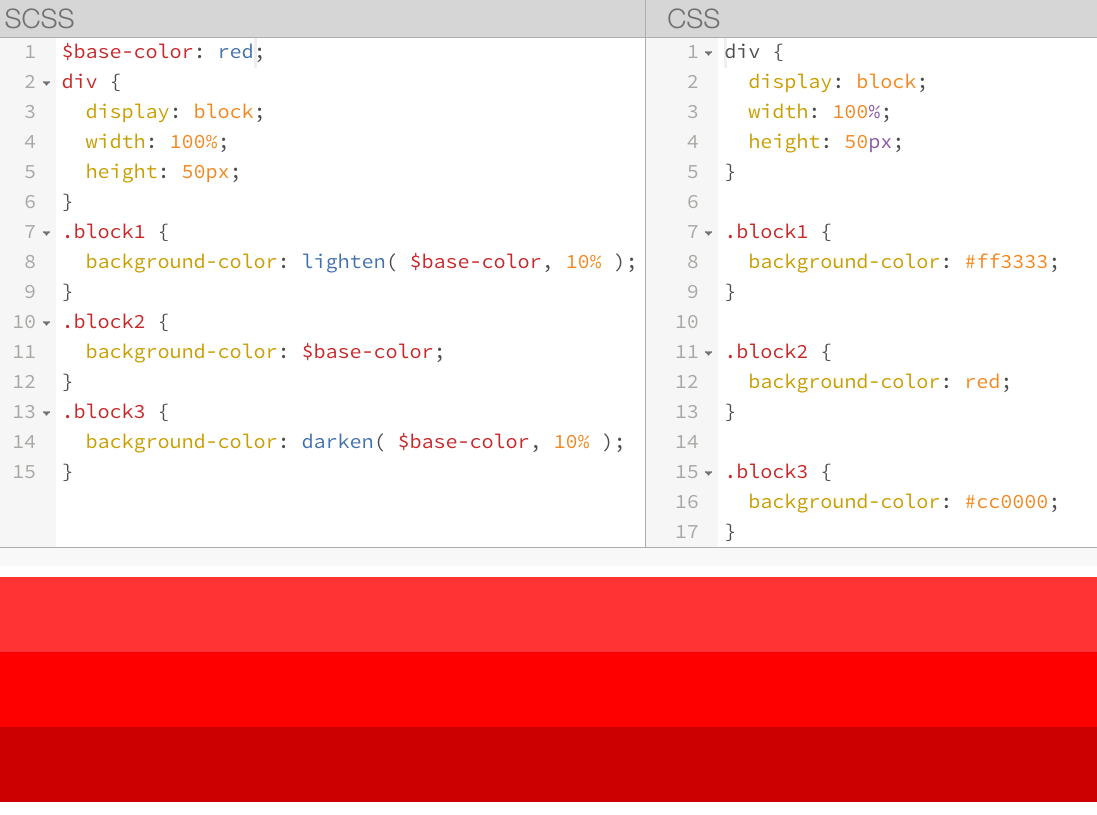 SCSS
1 $base-color: red;
2 div {
3 display: block;
4 width: 100%;
5 height: 50px;
6 }
7 .block1 {
8 background-color: lighten( $base-color, 10% );
9 }
10 .block2 {
11 background-color: $base-color;
12 }
13 .block3 {
14 background-color: darken( $base-color, 10% );
15 }
CSS
1 div {
2 display: block;
3 width: 100%;
4 height: 50px;
5 }
6
7 .block1 {
8 background-color: #ff3333;
9 }
10
11 .block2 {
12 background-color: red;
13 }
14
15 .block3 {
16 background-color: #cc0000;
17 }